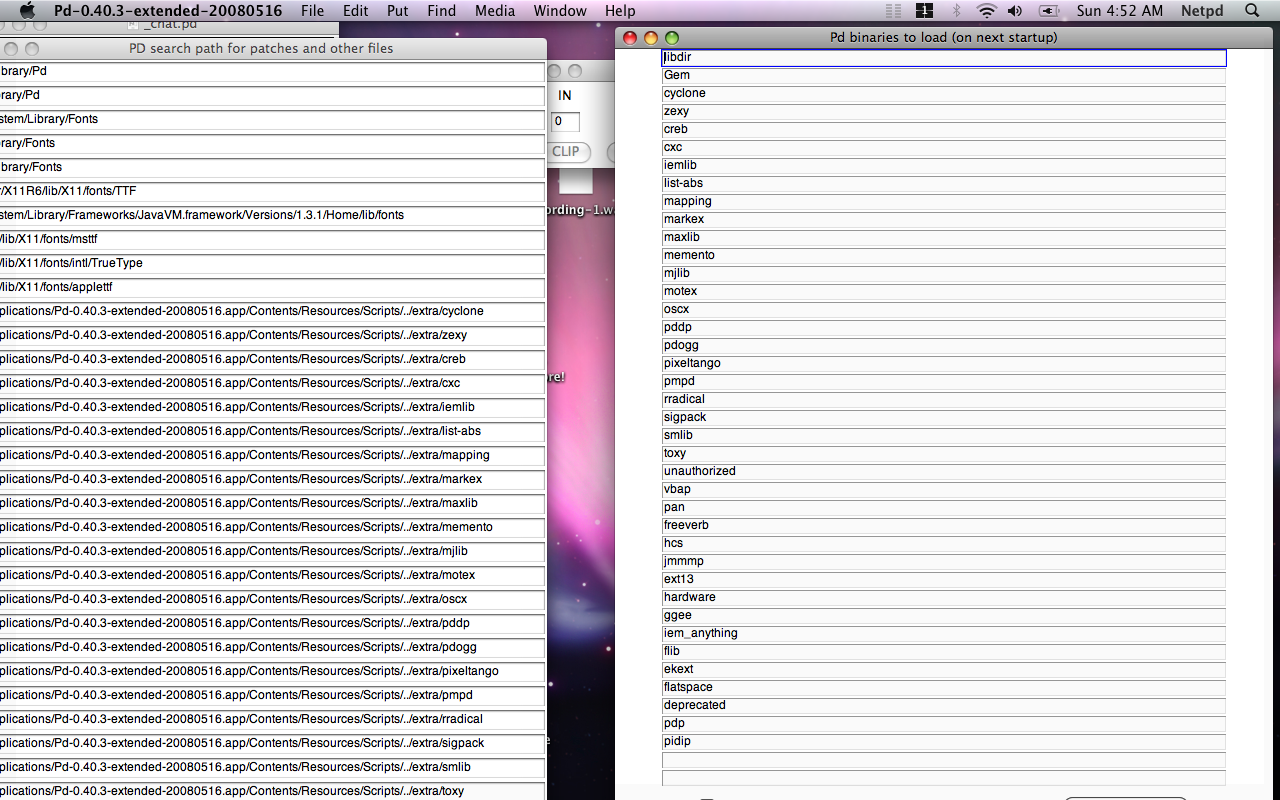 Pd-0.40.3-extended-20080516 File Edit Put Find Media Window Help Sun 4:52 AM Netpd
_chat.pd
PD search path for patches and other files
ibrary/Pd
rary/Pd
stem/Library/Fonts
rary/Fonts
ibrary/Fonts
/X11R6/lib/X11/fonts/TTF
stem/Library/Frameworks/JavaVM.framework/Versions/1.3.1/Home/lib/fonts
/lib/X11/fonts/msttf
/lib/X11/fonts/intl/TrueType
/lib/X11/fonts/applettf
plications/Pd-0.40.3-extended-20080516.app/Contents/Resources/Scripts/../extra/cyclone
plications/Pd-0.40.3-extended-20080516.app/Contents/Resources/Scripts/../extra/zexy
plications/Pd-0.40.3-extended-20080516.app/Contents/Resources/Scripts/../extra/creb
plications/Pd-0.40.3-extended-20080516.app/Contents/Resources/Scripts/../extra/cxc
plications/Pd-0.40.3-extended-20080516.app/Contents/Resources/Scripts/../extra/iemlib
plications/Pd-0.40.3-extended-20080516.app/Contents/Resources/Scripts/../extra/list-abs
plications/Pd-0.40.3-extended-20080516.app/Contents/Resources/Scripts/../extra/mapping
plications/Pd-0.40.3-extended-20080516.app/Contents/Resources/Scripts/../extra/markex
plications/Pd-0.40.3-extended-20080516.app/Contents/Resources/Scripts/../extra/maxlib
plications/Pd-0.40.3-extended-20080516.app/Contents/Resources/Scripts/../extra/memento
plications/Pd-0.40.3-extended-20080516.app/Contents/Resources/Scripts/../extra/mjlib
plications/Pd-0.40.3-extended-20080516.app/Contents/Resources/Scripts/../extra/motex
plications/Pd-0.40.3-extended-20080516.app/Contents/Resources/Scripts/../extra/oscx
plications/Pd-0.40.3-extended-20080516.app/Contents/Resources/Scripts/../extra/pddp
plications/Pd-0.40.3-extended-20080516.app/Contents/Resources/Scripts/../extra/pdogg
plications/Pd-0.40.3-extended-20080516.app/Contents/Resources/Scripts/../extra/pixeltango
plications/Pd-0.40.3-extended-20080516.app/Contents/Resources/Scripts/../extra/pmpd
plications/Pd-0.40.3-extended-20080516.app/Contents/Resources/Scripts/../extra/rradical
plications/Pd-0.40.3-extended-20080516.app/Contents/Resources/Scripts/../extra/sigpack
plications/Pd-0.40.3-extended-20080516.app/Contents/Resources/Scripts/../extra/smlib
plications/Pd-0.40.3-extended-20080516.app/Contents/Resources/Scripts/../extra/toxy
IN
0
CLIP
ording-1.w
re!
Pd binaries to load (on next startup)
libdir
Gem
cyclone
zexy
creb
cxc
iemlib
list-abs
mapping
markex
maxlib
memento
mjlib
motex
oscx
pddp
pdogg
pixeltango
pmpd
rradical
sigpack
smlib
toxy
unauthorized
vbap
pan
freeverb
hcs
jmmmp
ext13
hardware
ggee
iem_anything
flib
ekext
flatspace
deprecated
pdp
pidip